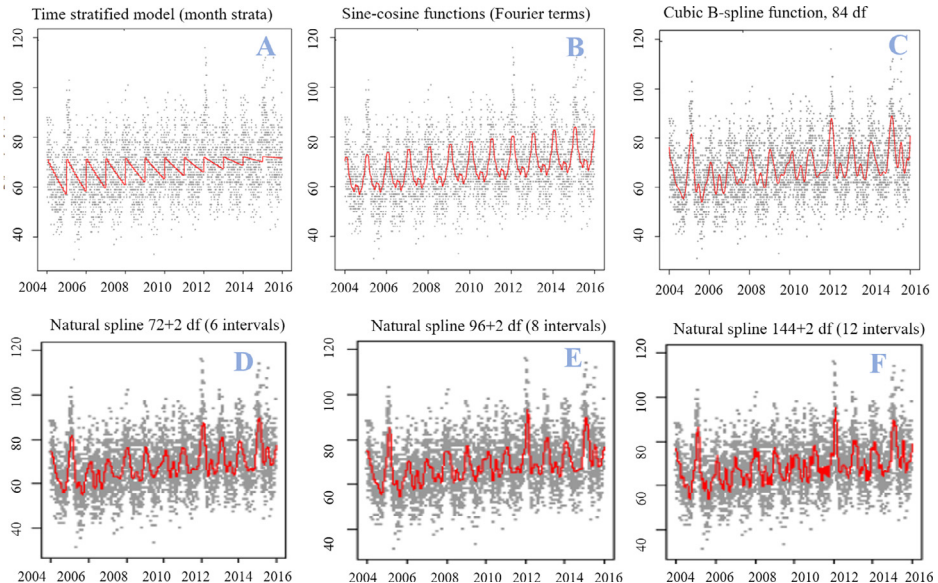 Time stratified model (month strata)
Sine-cosine functions (Fourier terms)
Cubic B-spline function, 84 df
A
B
C
120
100
80
60
40
2004 2006 2008 2010 2012 2014 2016
120
100
80
60
40
2004 2006 2008 2010 2012 2014 2016
120
100
80
60
40
2004 2006 2008 2010 2012 2014 2016
Natural spline 72+2 df (6 intervals)
Natural spline 96+2 df (8 intervals)
Natural spline 144+2 df (12 intervals)
D
E
F
120
100
80
60
40
2004 2006 2008 2010 2012 2014 2016
120
100
80
60
40
2004 2006 2008 2010 2012 2014 2016
120
100
80
60
40
2004 2006 2008 2010 2012 2014 2016